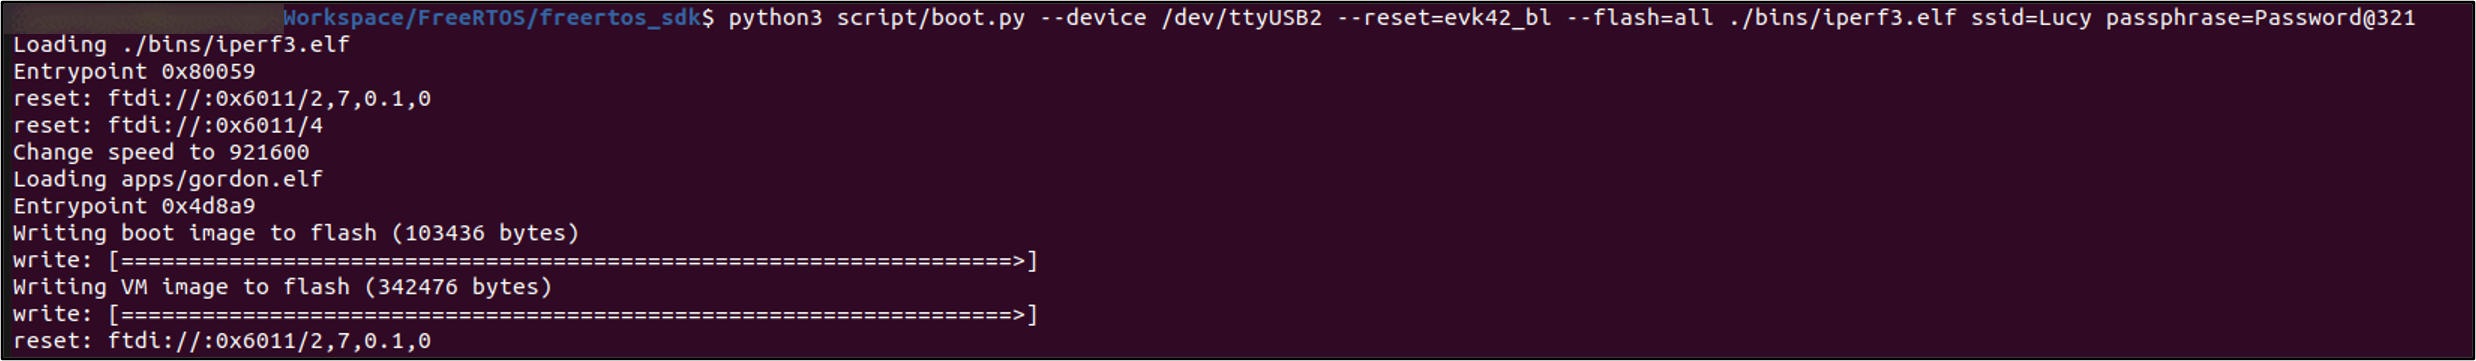 Workspace/FreeRTOS/freertos_sdk$ python3 script/boot.py --device /dev/ttyUSB2 --reset=evk42_bl --flash=all ./bins/iperf3.elf ssid=Lucy passphrase=Password@321
Loading ./bins/iperf3.elf
Entrypoint 0x80059
reset: ftdi://:0x6011/2,7,0.1,0
reset: ftdi://:0x6011/4
Change speed to 921600
Loading apps/gordon.elf
Entrypoint 0x4d8a9
Writing boot image to flash (103436 bytes)
write: [==================================================================>]
Writing VM image to flash (342476 bytes)
write: [==================================================================>]
reset: ftdi://:0x6011/2,7,0.1,0